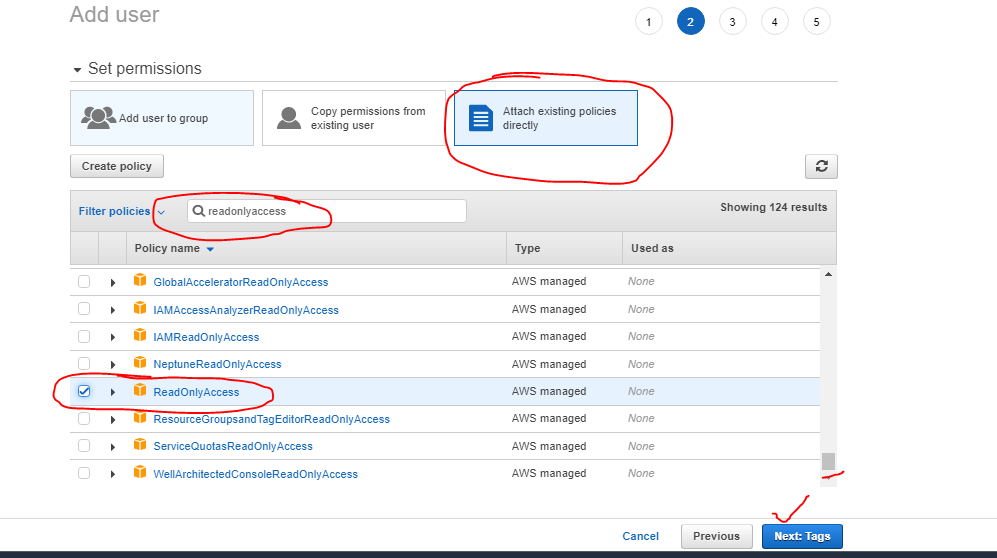 Add user
1 2 3 4 5
Set permissions
Add user to group
Copy permissions from
existing user
Attach existing policies
directly
Create policy
Filter policies
readonlyaccess
Showing 124 results
Policy name Type Used as
GlobalAcceleratorReadOnlyAccess AWS managed None
IAMAccessAnalyzerReadOnlyAccess AWS managed None
IAMReadOnlyAccess AWS managed None
NeptuneReadOnlyAccess AWS managed None
ReadOnlyAccess AWS managed None
ResourceGroupsandTagEditorReadOnlyAccess AWS managed None
ServiceQuotasReadOnlyAccess AWS managed None
WellArchitectedConsoleReadOnlyAccess AWS managed None
Cancel Previous Next: Tags